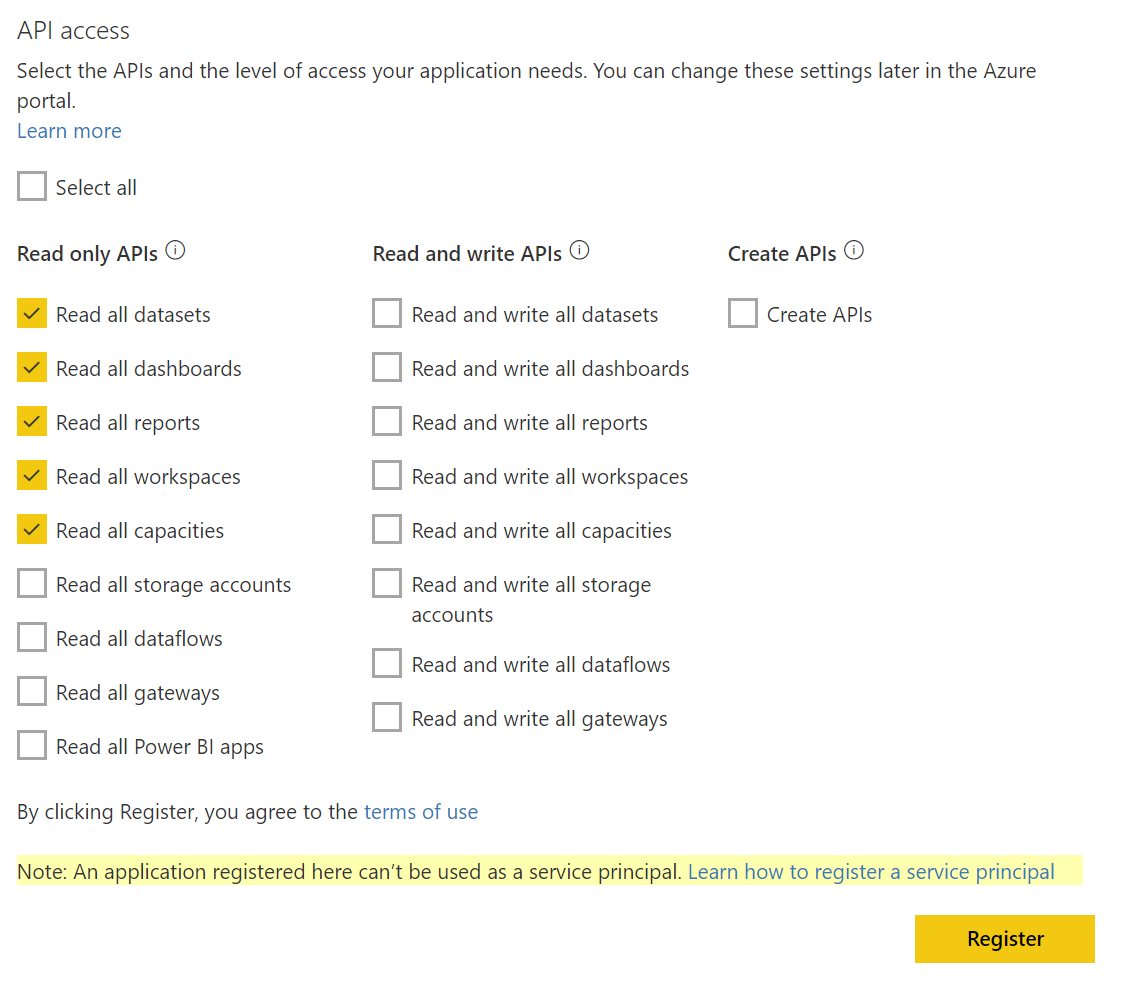 API access
Select the APIs and the level of access your application needs. You can change these settings later in the Azure
portal.
Learn more
Select all
Read only APIs
Read all datasets
Read all dashboards
Read all reports
Read all workspaces
Read all capacities
Read all storage accounts
Read all dataflows
Read all gateways
Read all Power BI apps
Read and write APIs
Read and write all datasets
Read and write all dashboards
Read and write all reports
Read and write all workspaces
Read and write all capacities
Read and write all storage
accounts
Read and write all dataflows
Read and write all gateways
Create APIs
Create APIs
By clicking Register, you agree to the terms of use
Note: An application registered here can’t be used as a service principal. Learn how to register a service principal
Register